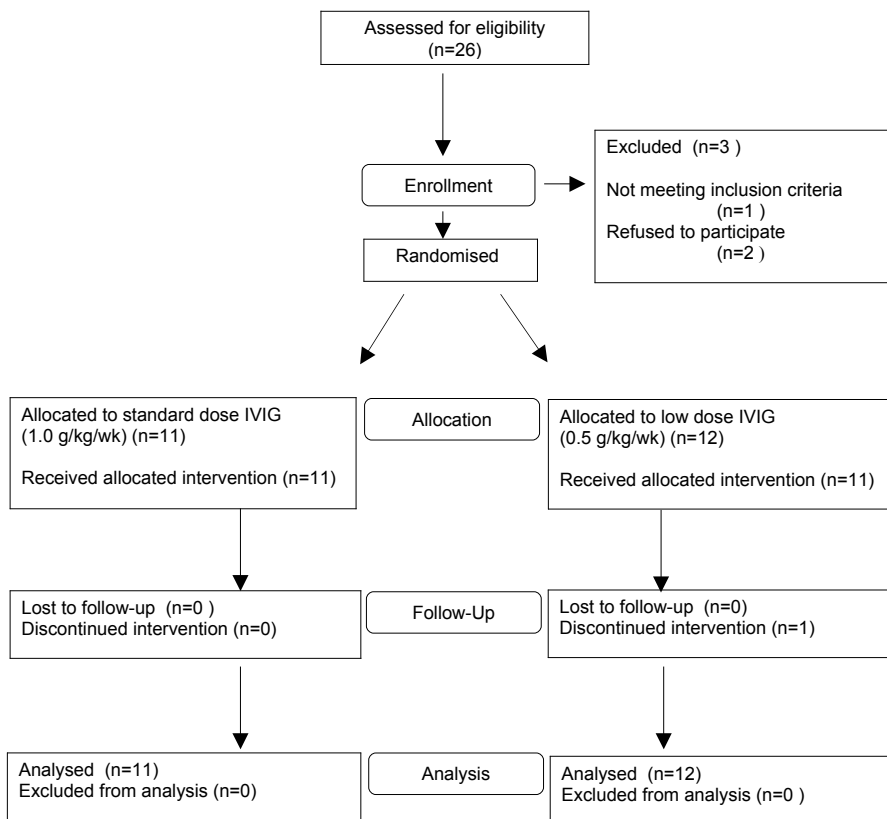 Assessed for eligibility
(n=26)
Excluded (n=3 )
Enrollment
Not meeting inclusion criteria
(n=1 )
Refused to participate
(n=2 )
Randomised
Allocated to standard dose IVIG
(1.0 g/kg/wk) (n=11)
Received allocated intervention (n=11)
Allocation
Allocated to low dose IVIG
(0.5 g/kg/wk) (n=12)
Received allocated intervention (n=11)
Lost to follow-up (n=0 )
Discontinued intervention (n=0)
Follow-Up
Lost to follow-up (n=0)
Discontinued intervention (n=1)
Analysed (n=11)
Excluded from analysis (n=0)
Analysis
Analysed (n=12)
Excluded from analysis (n=0 )